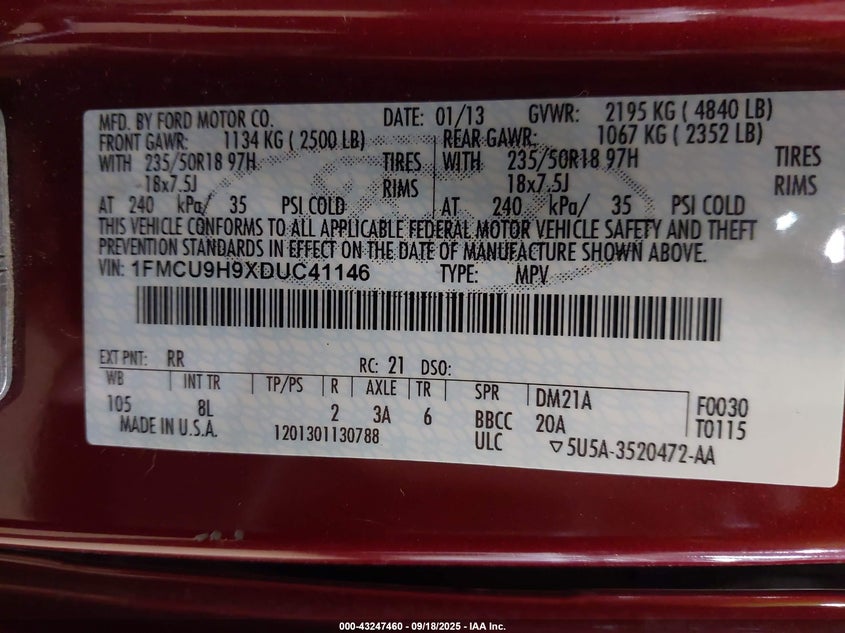 MFD. BY FORD MOTOR CO. DATE: 01/13 GVWR: 2195 KG ( 4840 LB)
FRONT GAWR: 1134 KG ( 2500 LB) REAR GAWR: 1067 KG ( 2352 LB)
WITH 235/50R18 97H TIRES WITH 235/50R18 97H TIRES
18x7.5J RIMS 18x7.5J RIMS
AT 240 kPa/ 35 PSI COLD AT 240 kPa/ 35 PSI COLD
THIS VEHICLE CONFORMS TO ALL APPLICABLE FEDERAL MOTOR VEHICLE SAFETY AND THEFT
PREVENTION STANDARDS IN EFFECT ON THE DATE OF MANUFACTURE SHOWN ABOVE.
VIN: 1FMCU9H9XDUC41146 TYPE: MPV
EXT PNT: RR RC: 21 DSO:
WB INT TR TP/PS R AXLE TR SPR DM21A F0030
105 8L 2 3A 6 BBCC 20A T0115
MADE IN U.S.A. 1201301130788 ULC ▽5U5A-3520472-AA
000-43247460 - 09/18/2025 - IAA Inc.